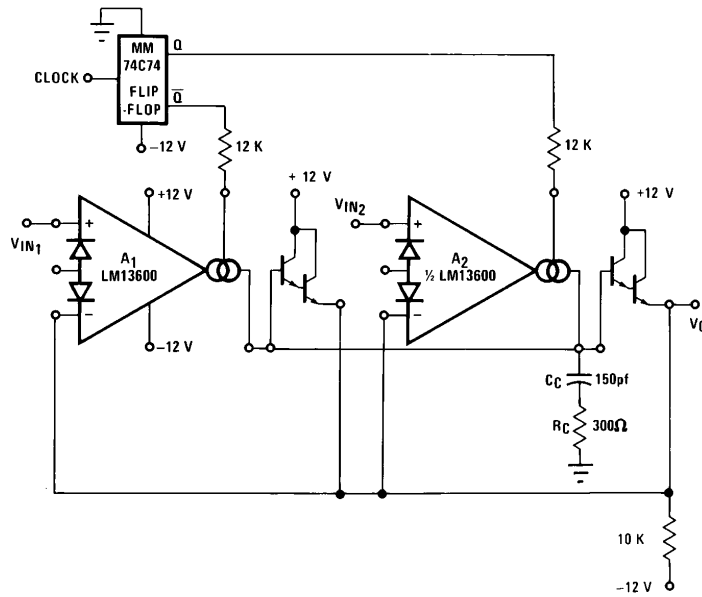 MM
74C74
FLIP
-FLOP
CLOCK
Q
Q̅
-12 V
12 K
12 K
+12 V
+ 12 V
+12 V
VIN1
VIN2
+
-
A1
LM13600
+
-
A2
½ LM13600
-12 V
CC 150pf
RC 300Ω
10 K
-12 V